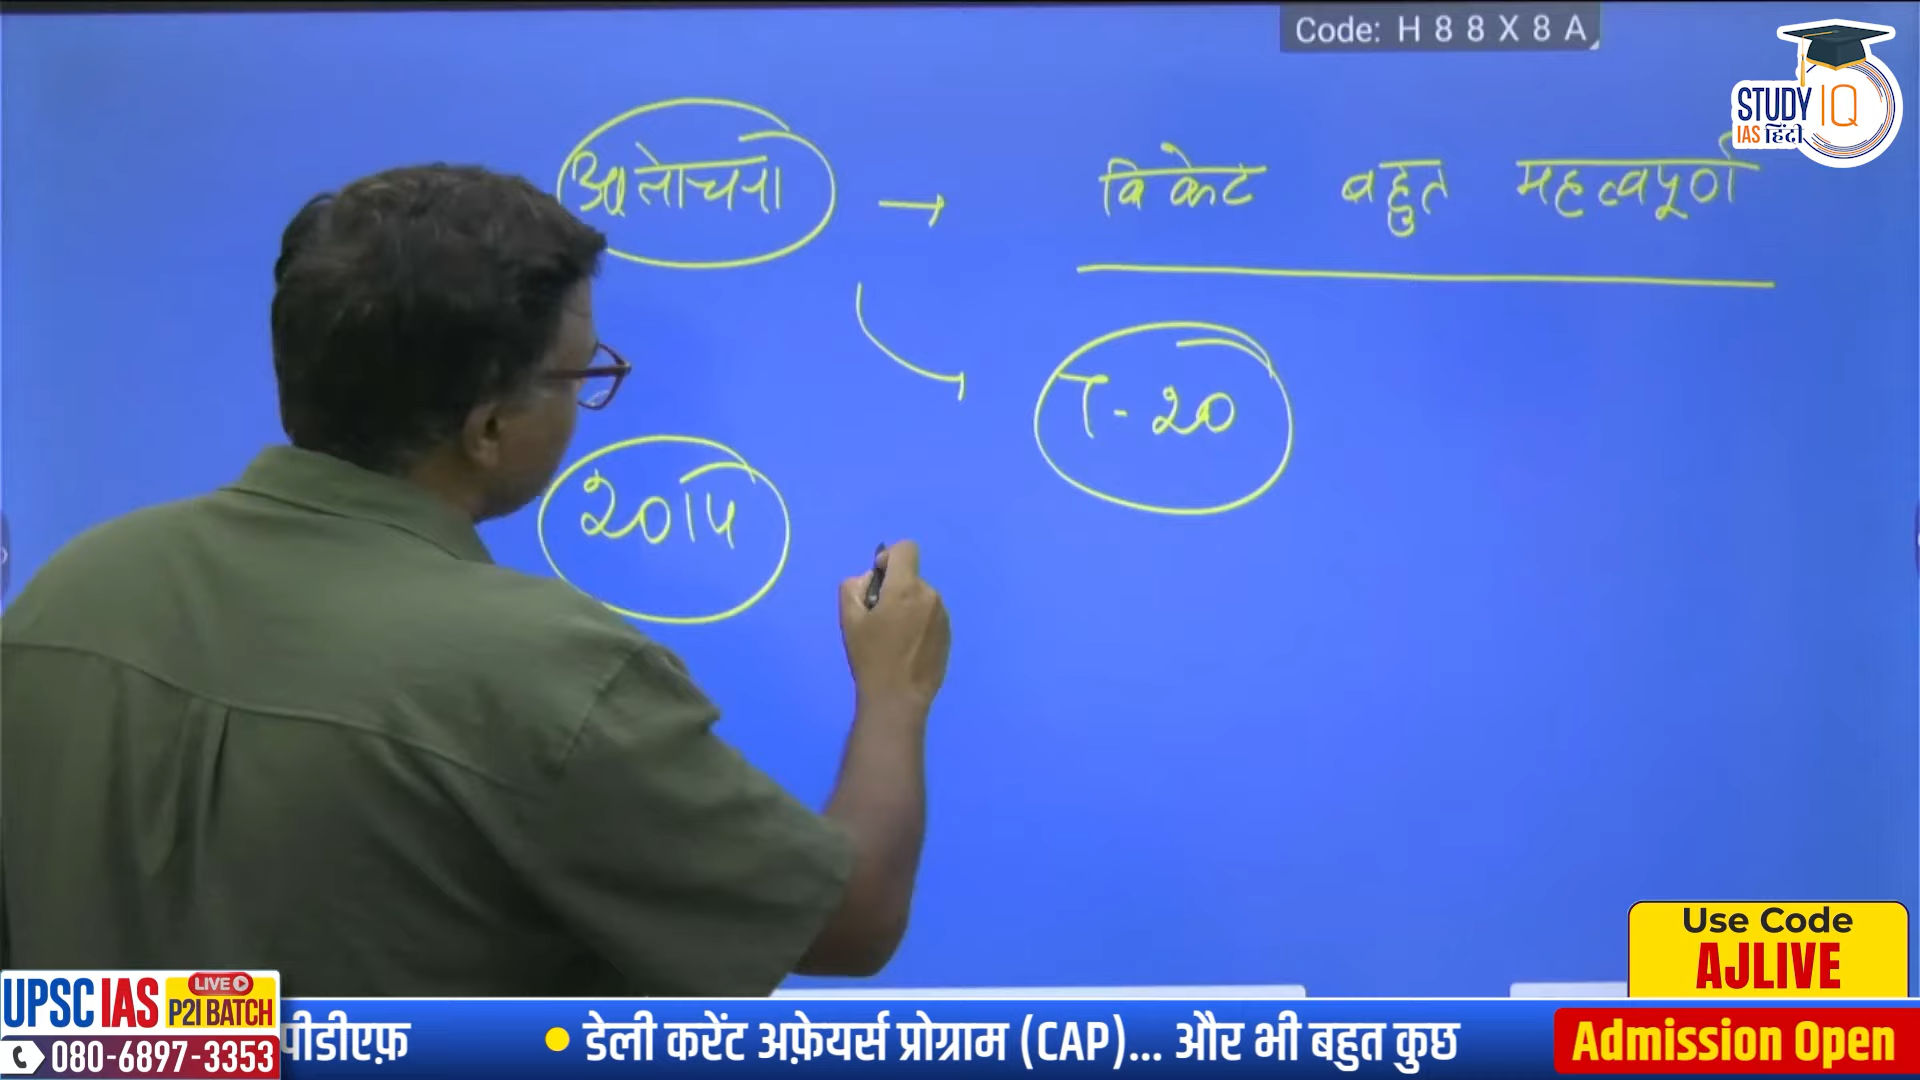 Code: H 8 8 X 8 A
STUDY IQ
IAS हिंदी
आलोचना → विकेट बहुत महत्वपूर्ण
T-20
2014
Use Code
AJLIVE
UPSC IAS LIVE P2I BATCH
पीडीएफ़ • डेली करेंट अफ़ेयर्स प्रोग्राम (CAP)... और भी बहुत कुछ
Admission Open
080-6897-3353